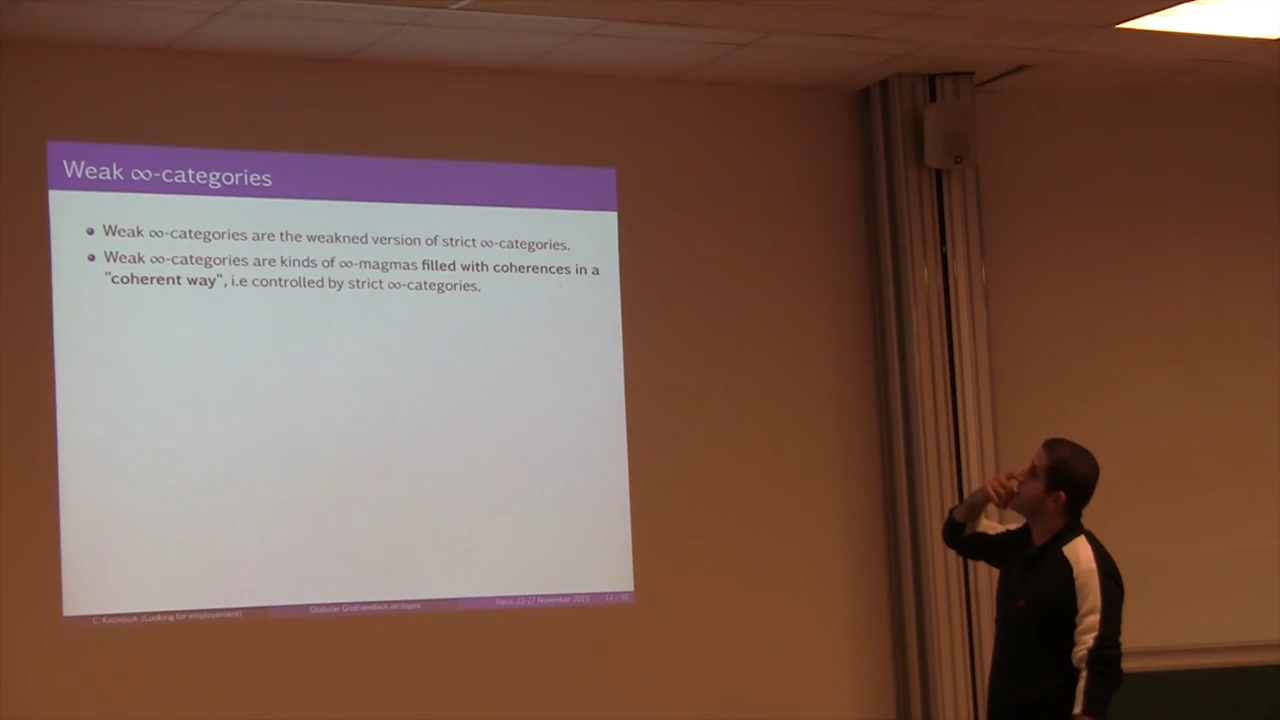 Weak ∞-categories
Weak ∞-categories are the weakned version of strict ∞-categories.
Weak ∞-categories are kinds of ∞-magmas filled with coherences in a
"coherent way", i.e controlled by strict ∞-categories.
C. Kachour (Looking for employement)
Globular Grothendieck ∞-topos
Paris, 22-27 November 2015
12 / 30